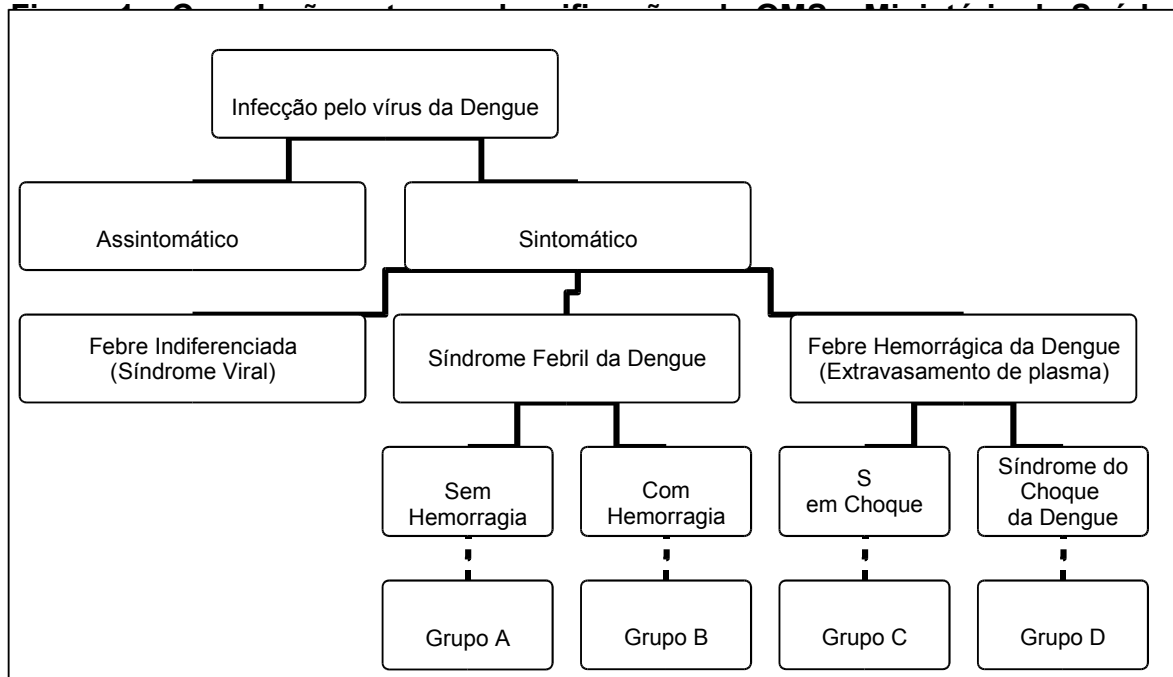 Infecção pelo vírus da Dengue
Assintomático
Sintomático
Febre Indiferenciada
(Síndrome Viral)
Síndrome Febril da Dengue
Febre Hemorrágica da Dengue
(Extravasamento de plasma)
Sem
Hemorragia
Com
Hemorragia
S
em Choque
Síndrome do
Choque
da Dengue
Grupo A
Grupo B
Grupo C
Grupo D